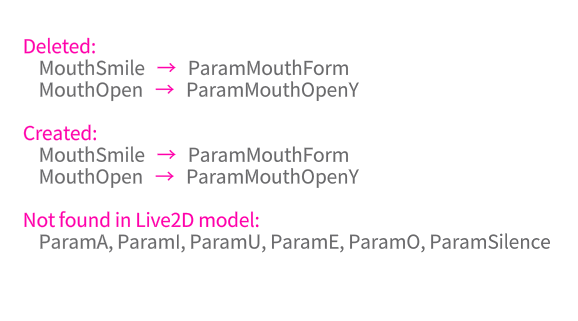 Deleted:
MouthSmile → ParamMouthForm
MouthOpen → ParamMouthOpenY
Created:
MouthSmile → ParamMouthForm
MouthOpen → ParamMouthOpenY
Not found in Live2D model:
ParamA, ParamI, ParamU, ParamE, ParamO, ParamSilence